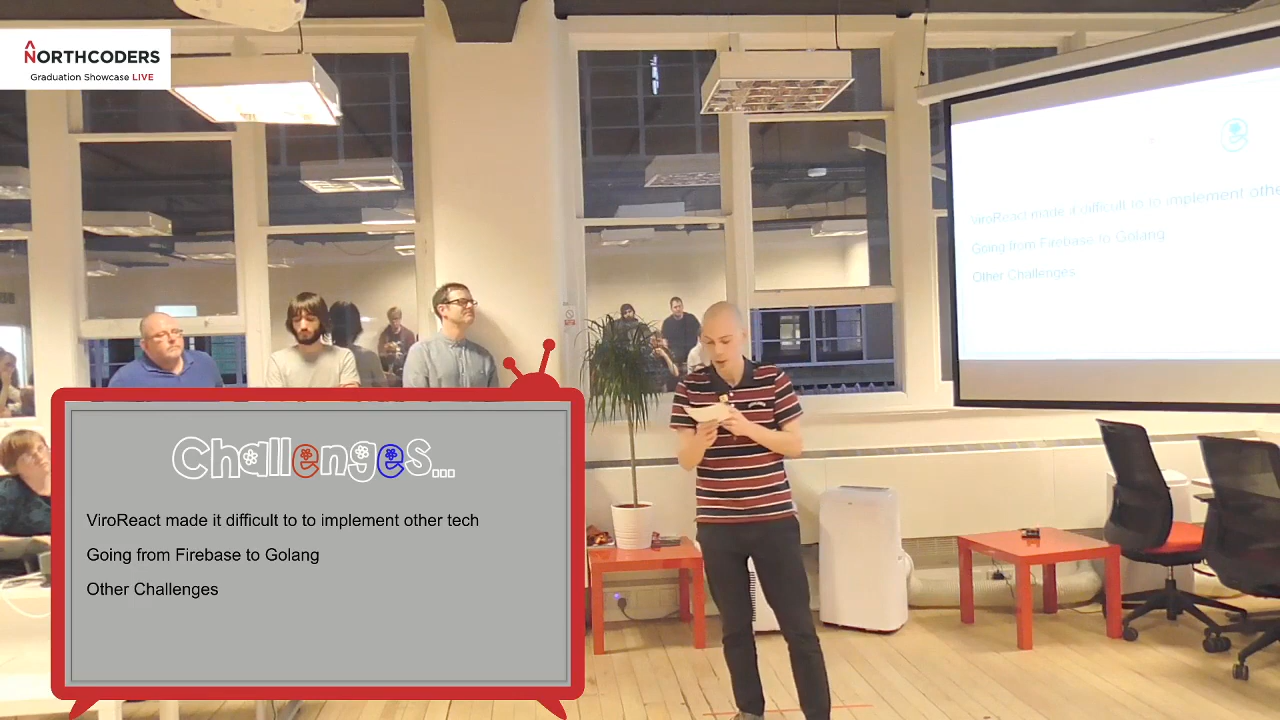 NORTHCODERS
Graduation Showcase LIVE
Challenges...
ViroReact made it difficult to to implement other tech
Going from Firebase to Golang
Other Challenges
ViroReact made it difficult to to implement othe
Going from Firebase to Golang
Other Challenges